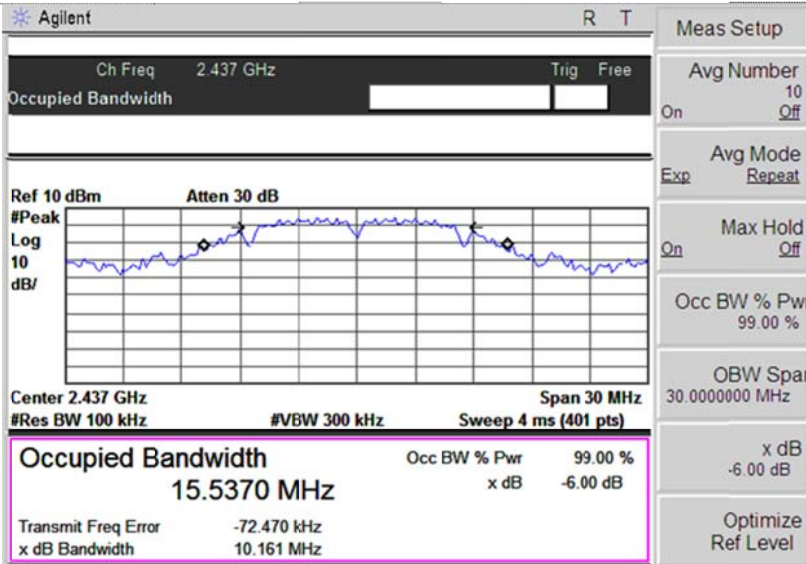 Agilent R T
Ch Freq 2.437 GHz Trig Free
Occupied Bandwidth
Ref 10 dBm Atten 30 dB
#Peak
Log
10
dB/
Center 2.437 GHz Span 30 MHz
#Res BW 100 kHz #VBW 300 kHz Sweep 4 ms (401 pts)
Occupied Bandwidth Occ BW % Pwr 99.00 %
15.5370 MHz x dB -6.00 dB
Transmit Freq Error -72.470 kHz
x dB Bandwidth 10.161 MHz
Meas Setup
Avg Number
10
On Off
Avg Mode
Exp Repeat
Max Hold
On Off
Occ BW % Pwr
99.00 %
OBW Span
30.0000000 MHz
x dB
-6.00 dB
Optimize
Ref Level